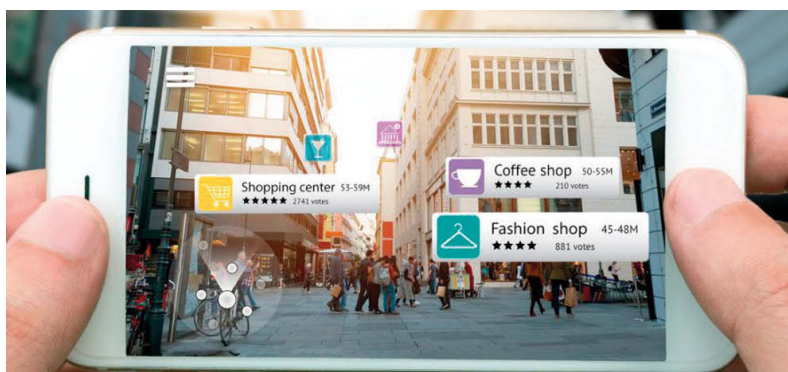 Shopping center 53-59M
★★★★★ 2741 votes
Coffee shop 50-55M
★★★★ 210 votes
Fashion shop 45-48M
★★★★ 881 votes